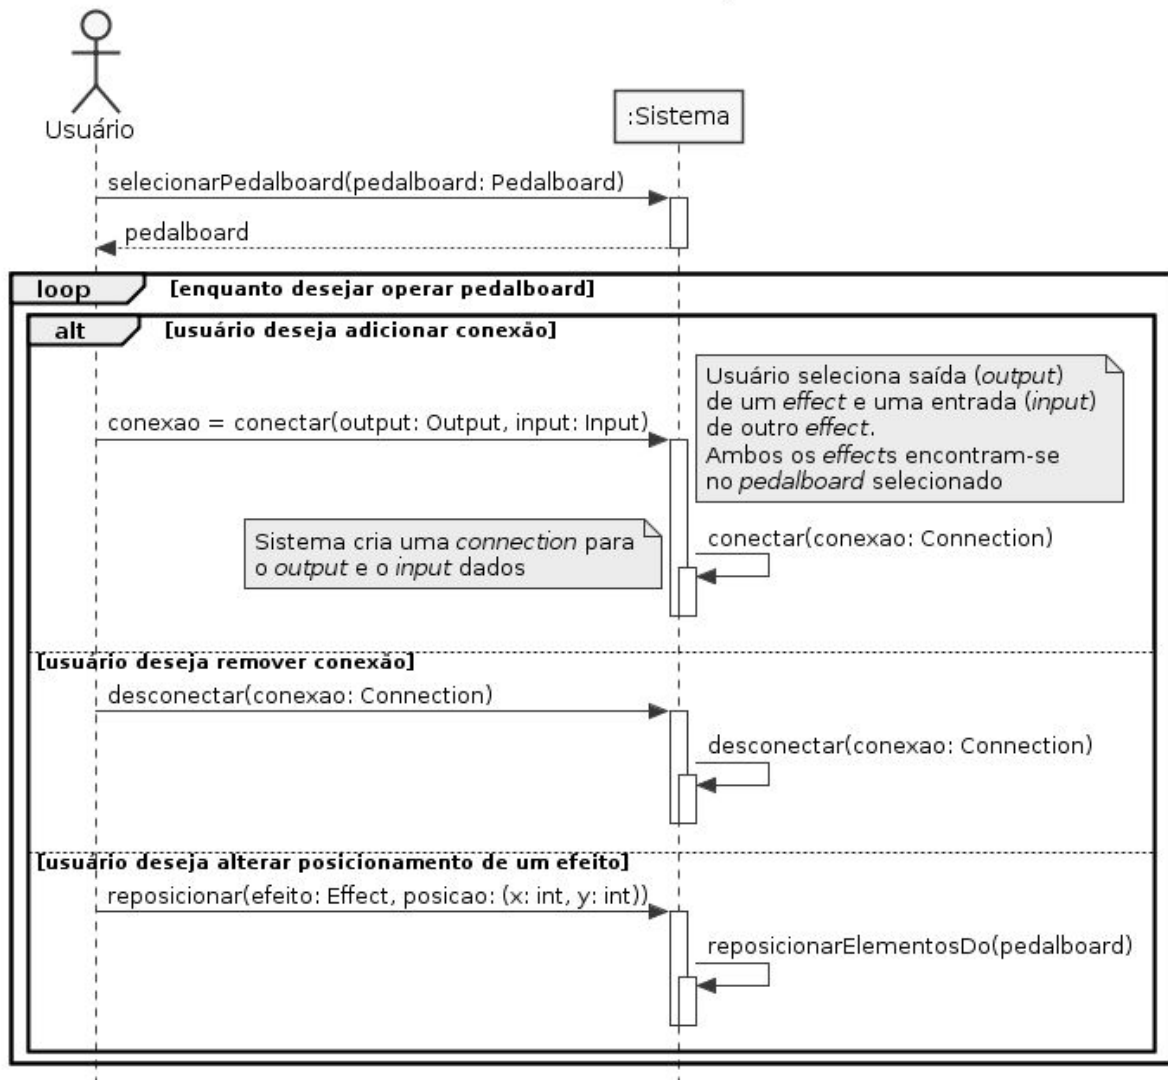 Usuário
:Sistema
selecionarPedalboard(pedalboard: Pedalboard)
pedalboard
loop
[enquanto desejar operar pedalboard]
alt
[usuário deseja adicionar conexão]
Usuário seleciona saída (output)
de um effect e uma entrada (input)
de outro effect.
Ambos os effects encontram-se
no pedalboard selecionado
conexao = conectar(output: Output, input: Input)
Sistema cria uma connection para
o output e o input dados
conectar(conexao: Connection)
[usuário deseja remover conexão]
desconectar(conexao: Connection)
desconectar(conexao: Connection)
[usuário deseja alterar posicionamento de um efeito]
reposicionar(efeito: Effect, posicao: (x: int, y: int))
reposicionarElementosDo(pedalboard)